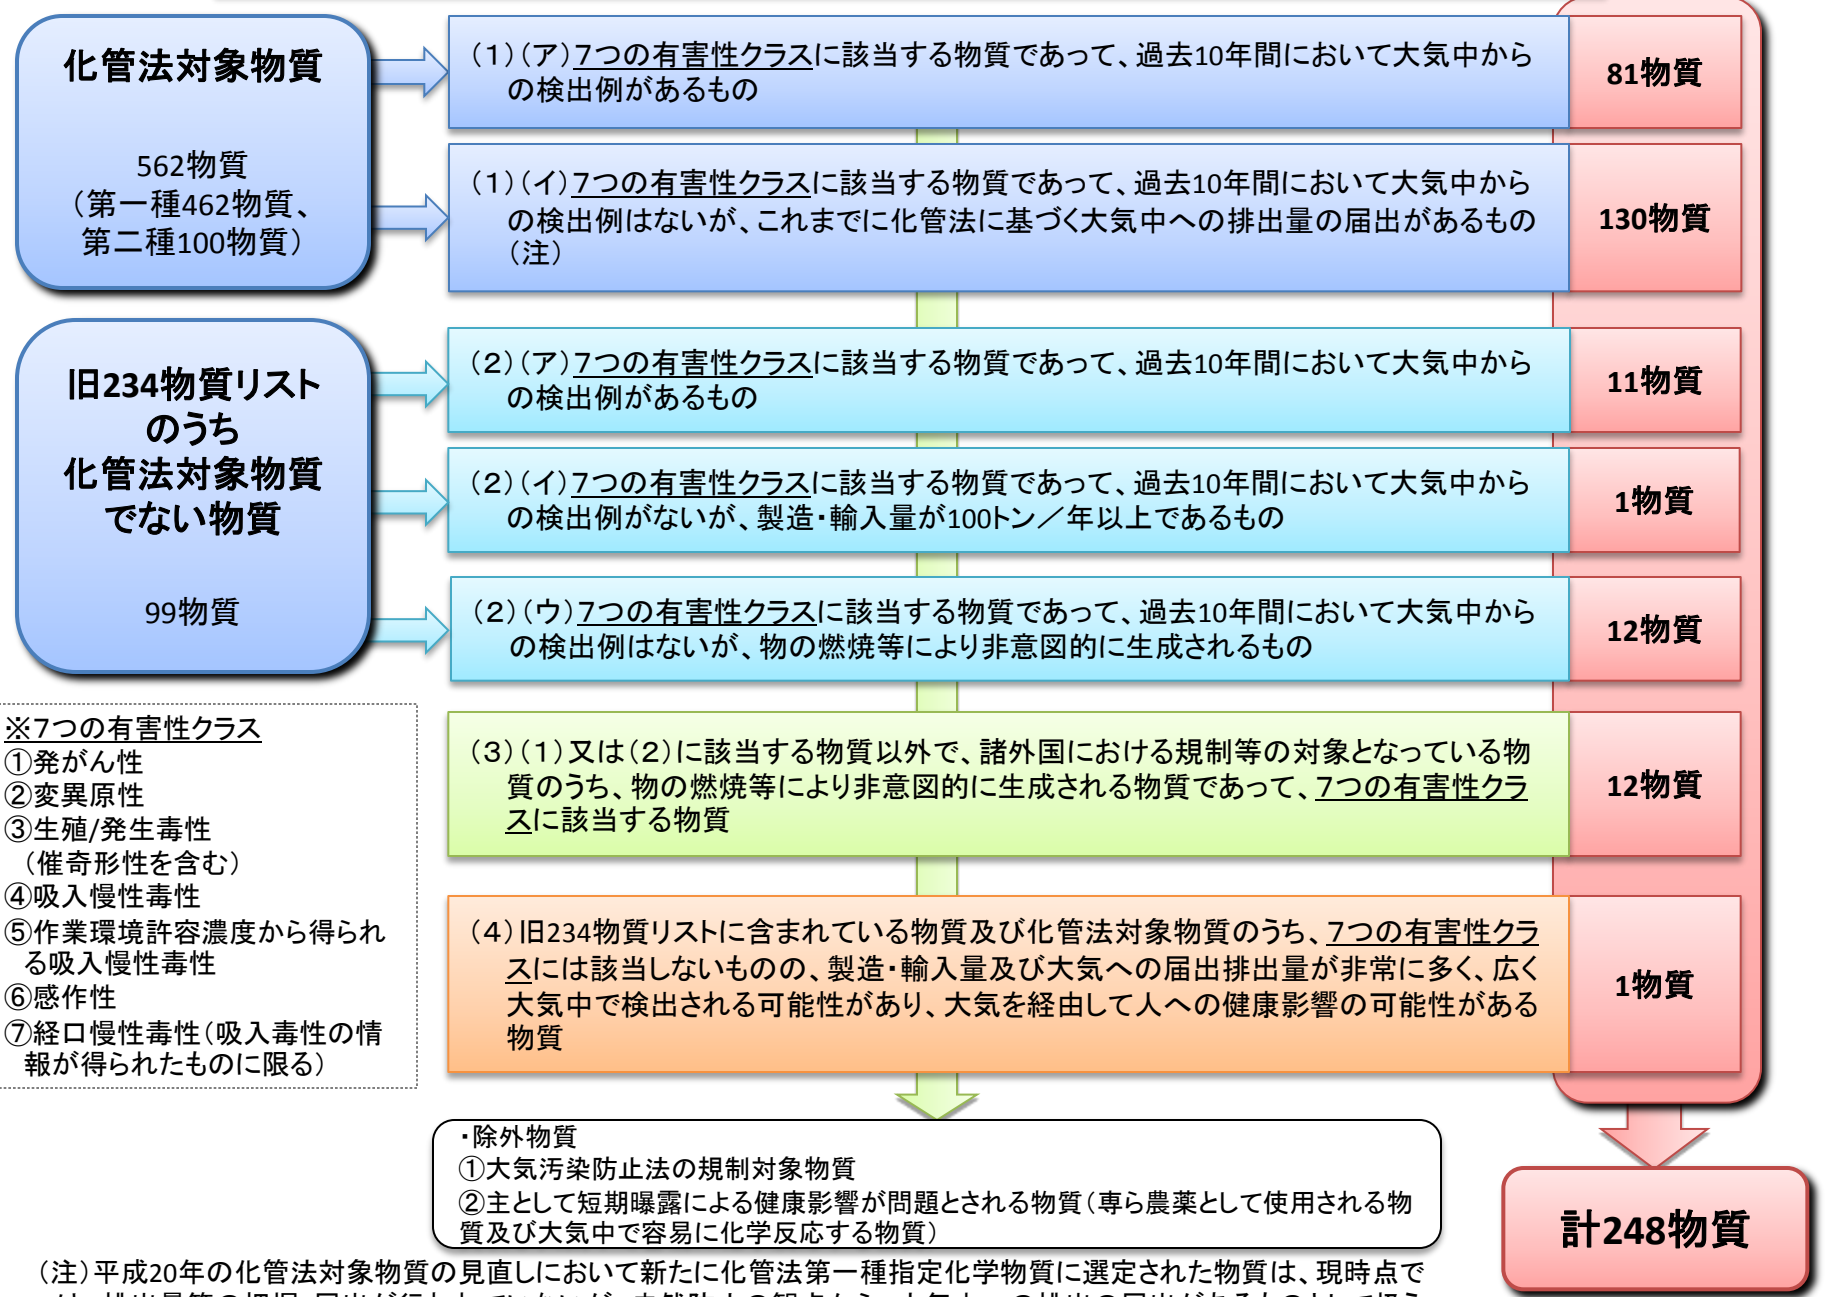 化管法対象物質
562物質
（第一種462物質、
第二種100物質）
（１）（ア）７つの有害性クラスに該当する物質であって、過去10年間において大気中から
の検出例があるもの
81物質
（１）（イ）７つの有害性クラスに該当する物質であって、過去10年間において大気中から
の検出例はないが、これまでに化管法に基づく大気中への排出量の届出があるもの
（注）
130物質
旧234物質リスト
のうち
化管法対象物質
でない物質
99物質
（２）（ア）７つの有害性クラスに該当する物質であって、過去10年間において大気中から
の検出例があるもの
11物質
（２）（イ）７つの有害性クラスに該当する物質であって、過去10年間において大気中から
の検出例がないが、製造・輸入量が100トン／年以上であるもの
1物質
（２）（ウ）７つの有害性クラスに該当する物質であって、過去10年間において大気中から
の検出例はないが、物の燃焼等により非意図的に生成されるもの
12物質
※７つの有害性クラス
①発がん性
②変異原性
③生殖/発生毒性
（催奇形性を含む）
④吸入慢性毒性
⑤作業環境許容濃度から得られ
る吸入慢性毒性
⑥感作性
⑦経口慢性毒性（吸入毒性の情
報が得られたものに限る）
（３）（１）又は（２）に該当する物質以外で、諸外国における規制等の対象となっている物
質のうち、物の燃焼等により非意図的に生成される物質であって、７つの有害性クラ
スに該当する物質
12物質
（４）旧234物質リストに含まれている物質及び化管法対象物質のうち、７つの有害性クラ
スには該当しないものの、製造・輸入量及び大気への届出排出量が非常に多く、広く
大気中で検出される可能性があり、大気を経由して人への健康影響の可能性がある
物質
1物質
・除外物質
①大気汚染防止法の規制対象物質
②主として短期曝露による健康影響が問題とされる物質（専ら農薬として使用される物
質及び大気中で容易に化学反応する物質）
計248物質
（注）平成20年の化管法対象物質の見直しにおいて新たに化管法第一種指定化学物質に選定された物質は、現時点で